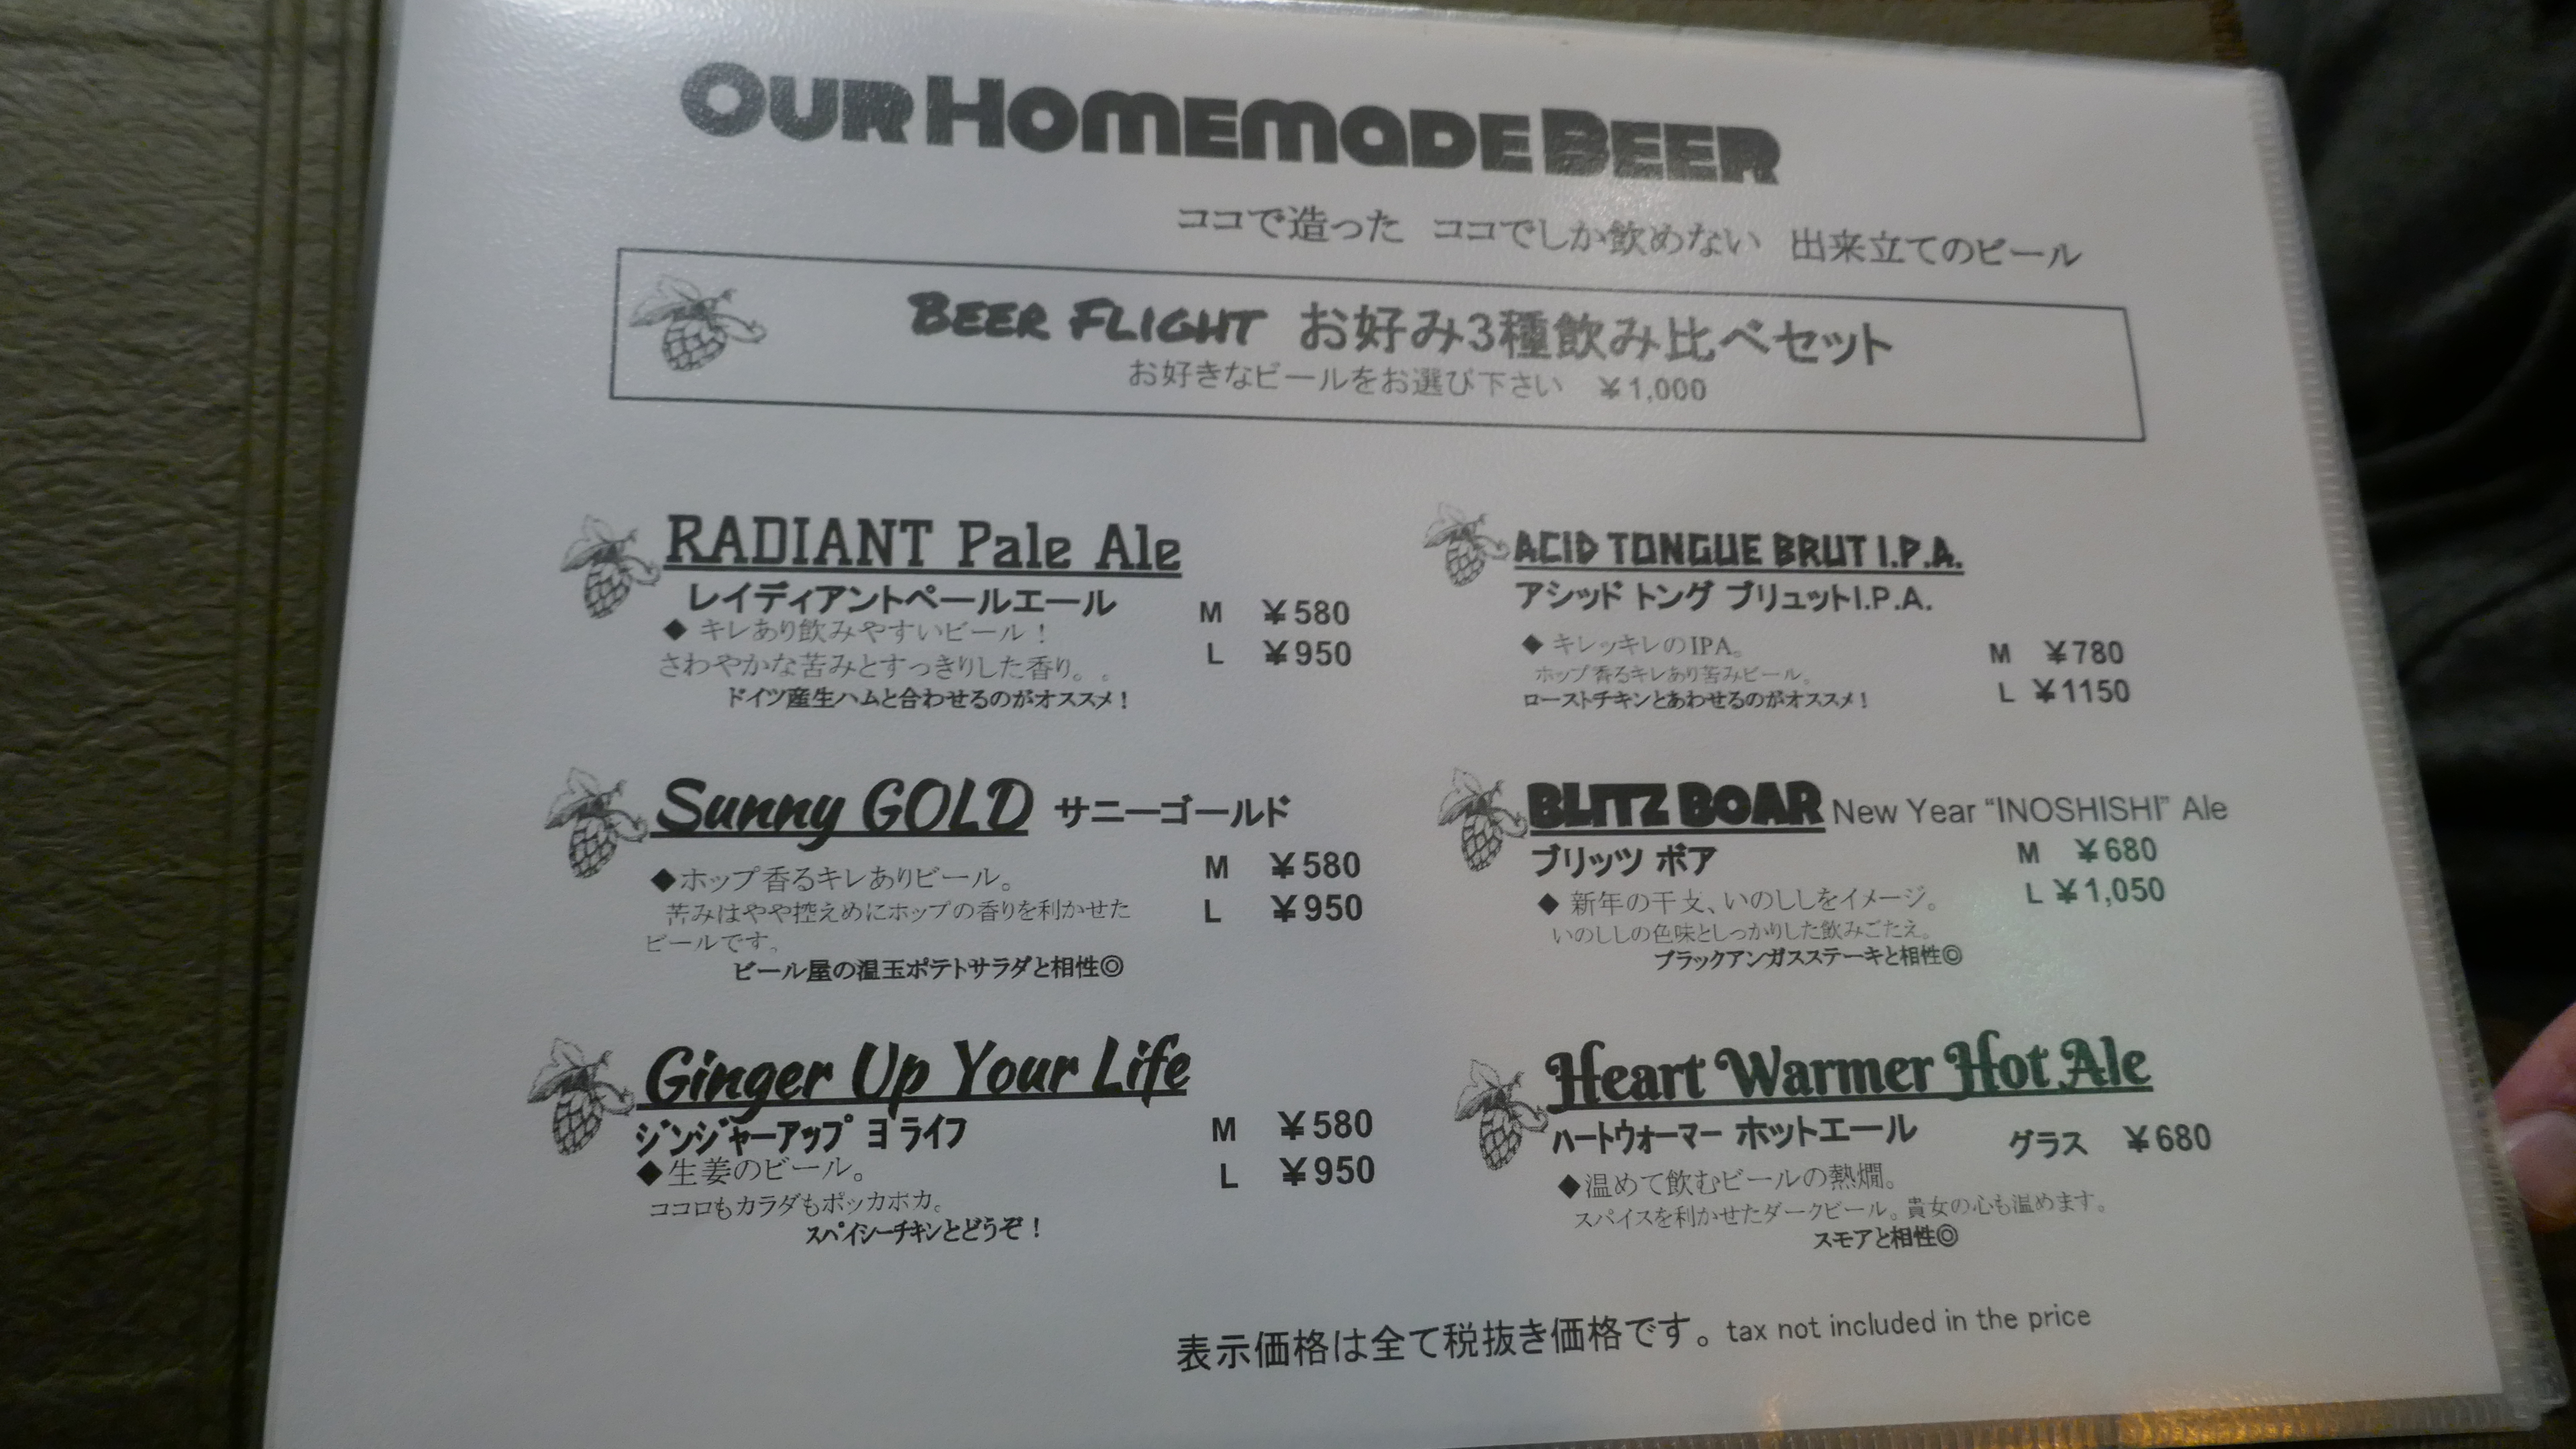 OUR HOMEMADE BEER
ココで造った ココでしか飲めない 出来立てのビール
BEER FLIGHT お好み3種飲み比べセット
お好きなビールをお選び下さい ¥1,000
RADIANT Pale Ale
レイディアントペールエール
M ¥580
◆ キレあり飲みやすいビール！
L ¥950
さわやかな苦みとすっきりした香り。。
ドイツ産生ハムと合わせるのがオススメ！
ACID TONGUE BRUT I.P.A.
アシッド トング ブリュットI.P.A.
◆ キレッキレのIPA。
M ¥780
ホップ香るキレあり苦みビール。
L ¥1150
ローストチキンとあわせるのがオススメ！
Sunny GOLD サニーゴールド
M ¥580
◆ホップ香るキレありビール。
苦みはやや控えめにホップの香りを利かせた
L ¥950
ビールです。
ビール屋の温玉ポテトサラダと相性◎
BLITZ BOAR New Year “INOSHISHI” Ale
ブリッツ ボア
M ¥680
◆ 新年の干支、いのししをイメージ。
L ¥1,050
いのししの色味としっかりした飲みごたえ。
ブラックアンガスステーキと相性◎
Ginger Up Your Life
ジンジャーアップ ヨ ライフ
M ¥580
◆生姜のビール。
L ¥950
ココロもカラダもポッカポカ。
スパイシーチキンとどうぞ！
Heart Warmer Hot Ale
ハートウォーマー ホットエール
グラス ¥680
◆温めて飲むビールの熱燗。
スパイスを利かせたダークビール。貴女の心も温めます。
スモアと相性◎
表示価格は全て税抜き価格です。tax not included in the price